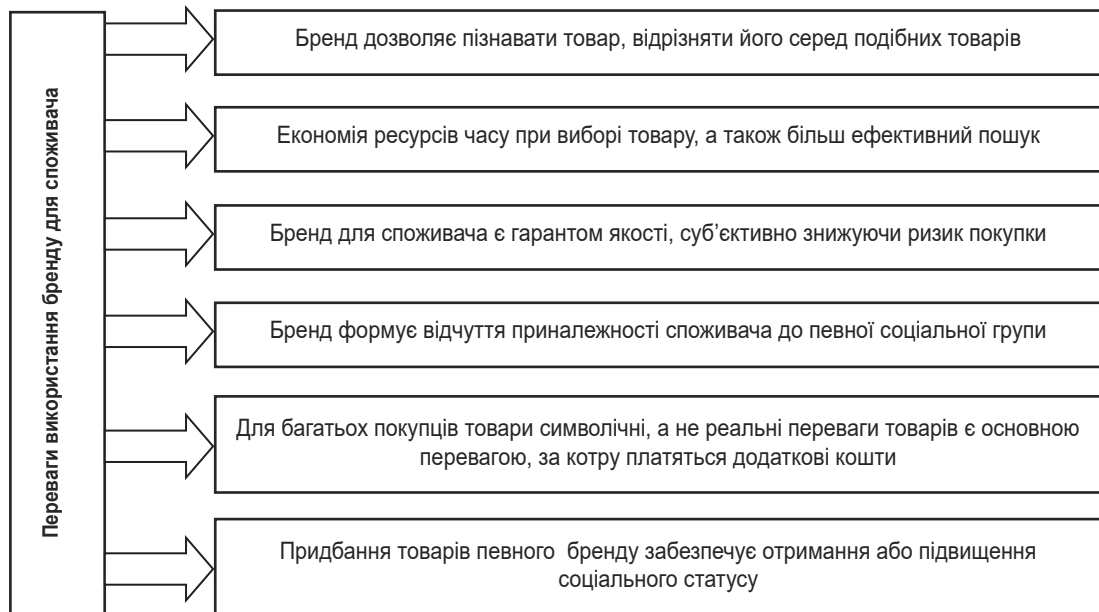 Переваги використання бренду для споживача
Бренд дозволяє пізнавати товар, відрізняти його серед подібних товарів
Економія ресурсів часу при виборі товару, а також більш ефективний пошук
Бренд для споживача є гарантом якості, суб’єктивно знижуючи ризик покупки
Бренд формує відчуття приналежності споживача до певної соціальної групи
Для багатьох покупців товари символічні, а не реальні переваги товарів є основною
перевагою, за котру платяться додаткові кошти
Придбання товарів певного бренду забезпечує отримання або підвищення
соціального статусу